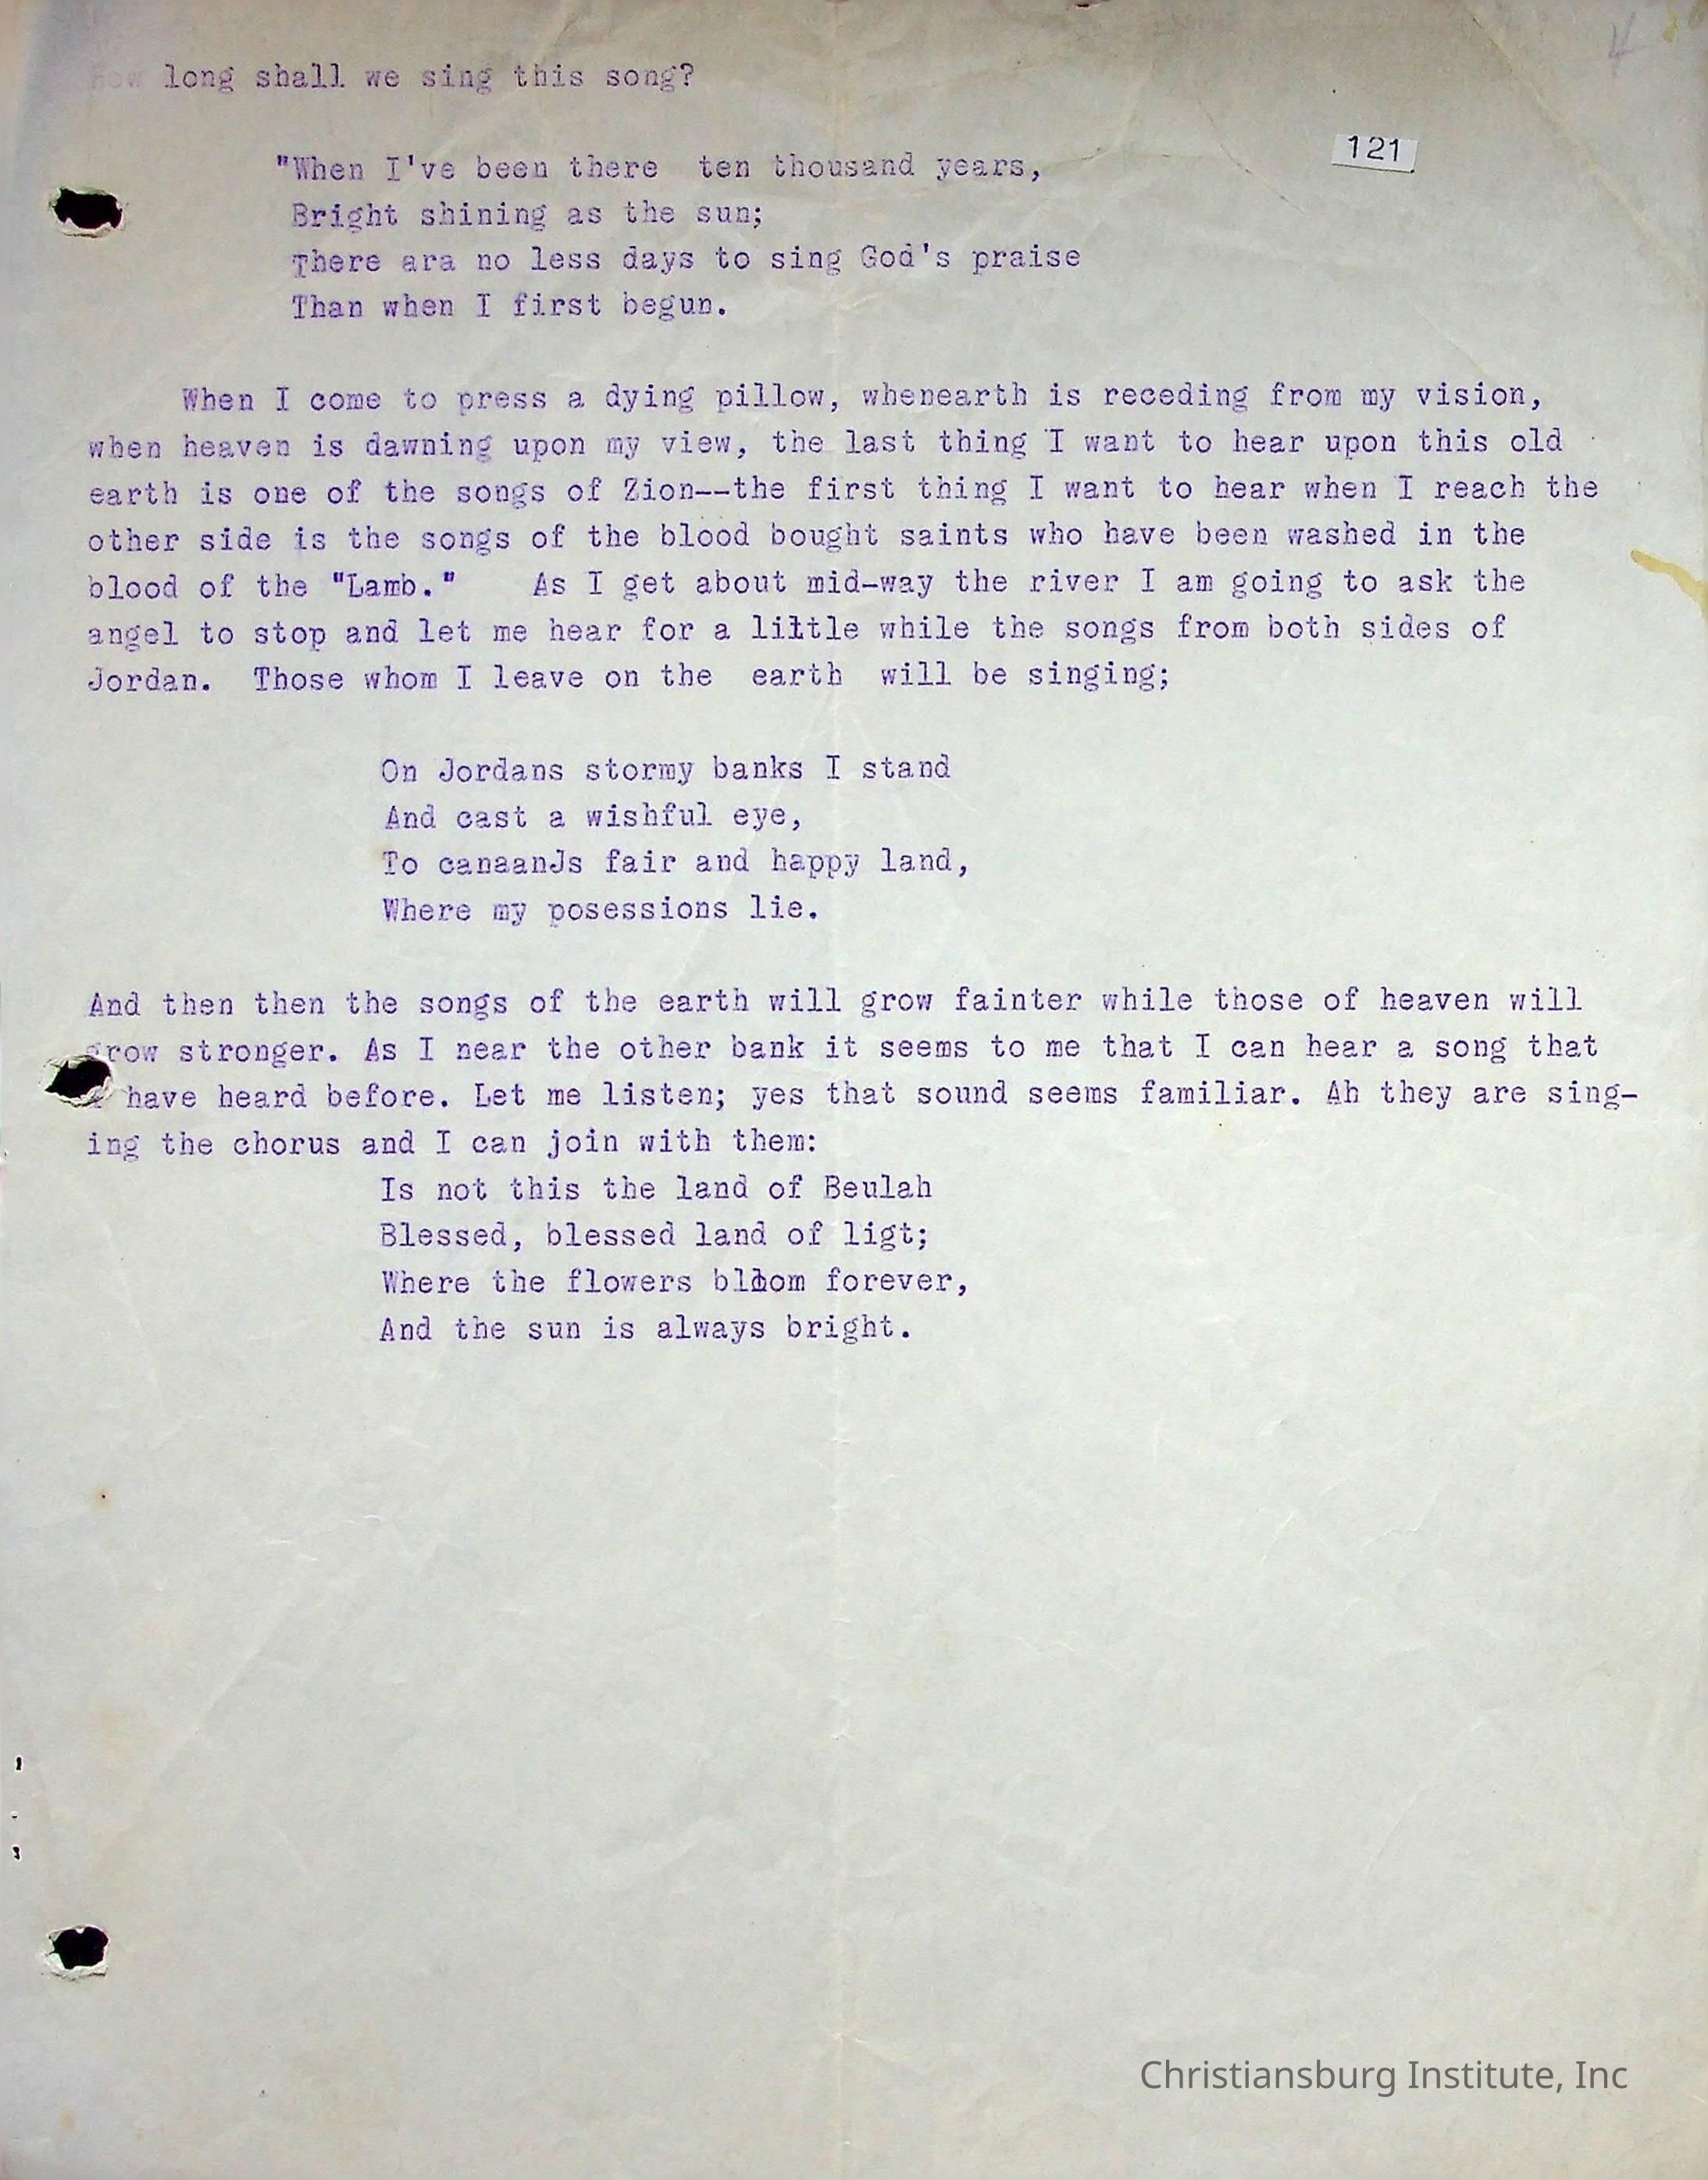 4
How long shall we sing this song?
121
"When I've been there  ten thousand years,
Bright shining as the sun;
There ara no less days to sing God's praise
Than when I first begun.
When I come to press a dying pillow, whenearth is receding from my vision,
when heaven is dawning upon my view, the last thing I want to hear upon this old
earth is one of the songs of Zion--the first thing I want to hear when I reach the
other side is the songs of the blood bought saints who have been washed in the
blood of the "Lamb."    As I get about mid-way the river I am going to ask the
angel to stop and let me hear for a little while the songs from both sides of
Jordan.  Those whom I leave on the  earth  will be singing;
On Jordans stormy banks I stand
And cast a wishful eye,
To canaanJs fair and happy land,
Where my posessions lie.
And then then the songs of the earth will grow fainter while those of heaven will
grow stronger. As I near the other bank it seems to me that I can hear a song that
I have heard before. Let me listen; yes that sound seems familiar. Ah they are sing-
ing the chorus and I can join with them:
Is not this the land of Beulah
Blessed, blessed land of ligt;
Where the flowers bloom forever,
And the sun is always bright.
Christiansburg Institute, Inc